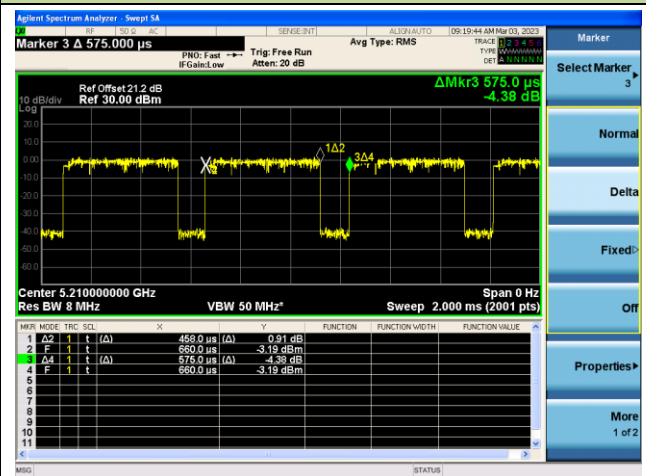 Agilent Spectrum Analyzer - Swept SA
RF 50 Ω AC SENSE:INT ALIGN AUTO 09:19:44 AM Mar 03, 2023
Marker 3 Δ 575.000 µs
PNO: Fast
IFGain:Low
Trig: Free Run
Atten: 20 dB
Avg Type: RMS
TRACE 1 2 3 4 5 6
TYPE
DET A N N N N N
Ref Offset 21.2 dB
Ref 30.00 dBm
10 dB/div
Log
ΔMkr3 575.0 µs
-4.38 dB
20.0
10.0
0.00
-10.0
-20.0
-30.0
-40.0
-50.0
-60.0
1Δ2
3Δ4
Center 5.210000000 GHz Span 0 Hz
Res BW 8 MHz VBW 50 MHz* Sweep 2.000 ms (2001 pts)
MKR MODE TRC SCL X Y FUNCTION FUNCTION WIDTH FUNCTION VALUE
1 Δ2 1 t (Δ) 458.0 µs (Δ) 0.91 dB
2 F 1 t 660.0 µs -3.19 dBm
3 Δ4 1 t (Δ) 575.0 µs (Δ) -4.38 dB
4 F 1 t 660.0 µs -3.19 dBm
5
6
7
8
9
10
11
MSG STATUS
Marker
Select Marker
3
Normal
Delta
Fixed
Off
Properties
More
1 of 2